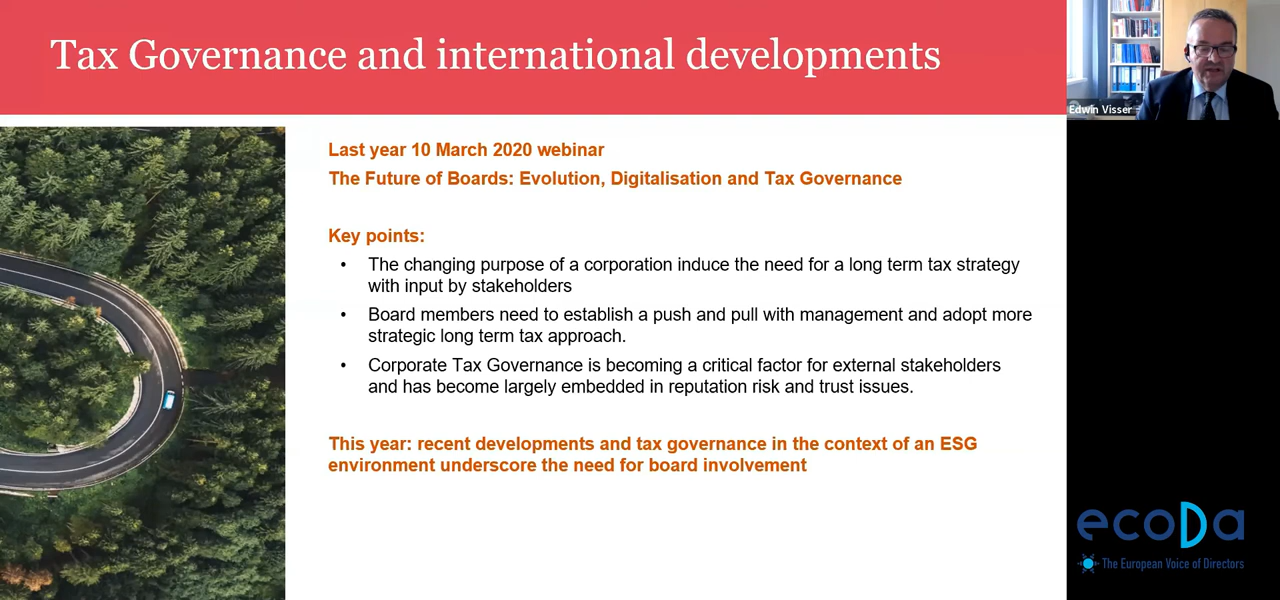 Tax Governance and international developments
Edwin Visser
Last year 10 March 2020 webinar
The Future of Boards: Evolution, Digitalisation and Tax Governance
Key points:
• The changing purpose of a corporation induce the need for a long term tax strategy
with input by stakeholders
• Board members need to establish a push and pull with management and adopt more
strategic long term tax approach.
• Corporate Tax Governance is becoming a critical factor for external stakeholders
and has become largely embedded in reputation risk and trust issues.
This year: recent developments and tax governance in the context of an ESG
environment underscore the need for board involvement
ecoDa
The European Voice of Directors